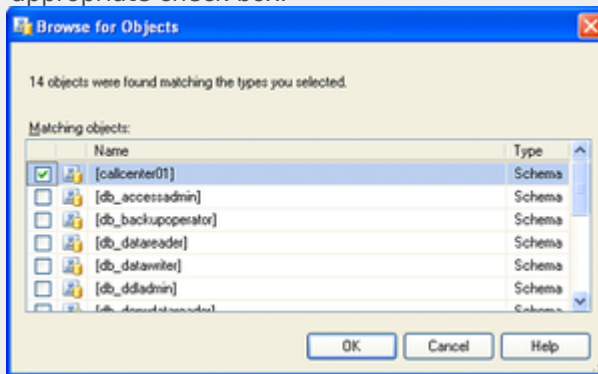 appropriate check box.
Browse for Objects
14 objects were found matching the types you selected.
Matching objects:
Name Type
[callcenter01] Schema
[db_accessadmin] Schema
[db_backupoperator] Schema
[db_datareader] Schema
[db_datawriter] Schema
[db_ddladmin] Schema
OK Cancel Help